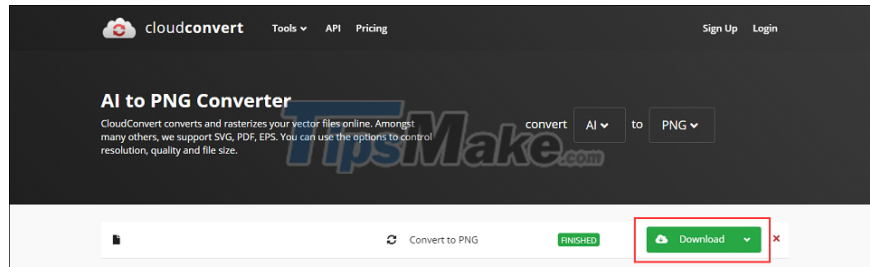 cloudconvert Tools API Pricing Sign Up Login
AI to PNG Converter
CloudConvert converts and rasterizes your vector files online. Amongst
many others, we support SVG, PDF, EPS. You can use the options to control
resolution, quality and file size.
convert AI to PNG
TipsMake.com
Convert to PNG FINISHED Download